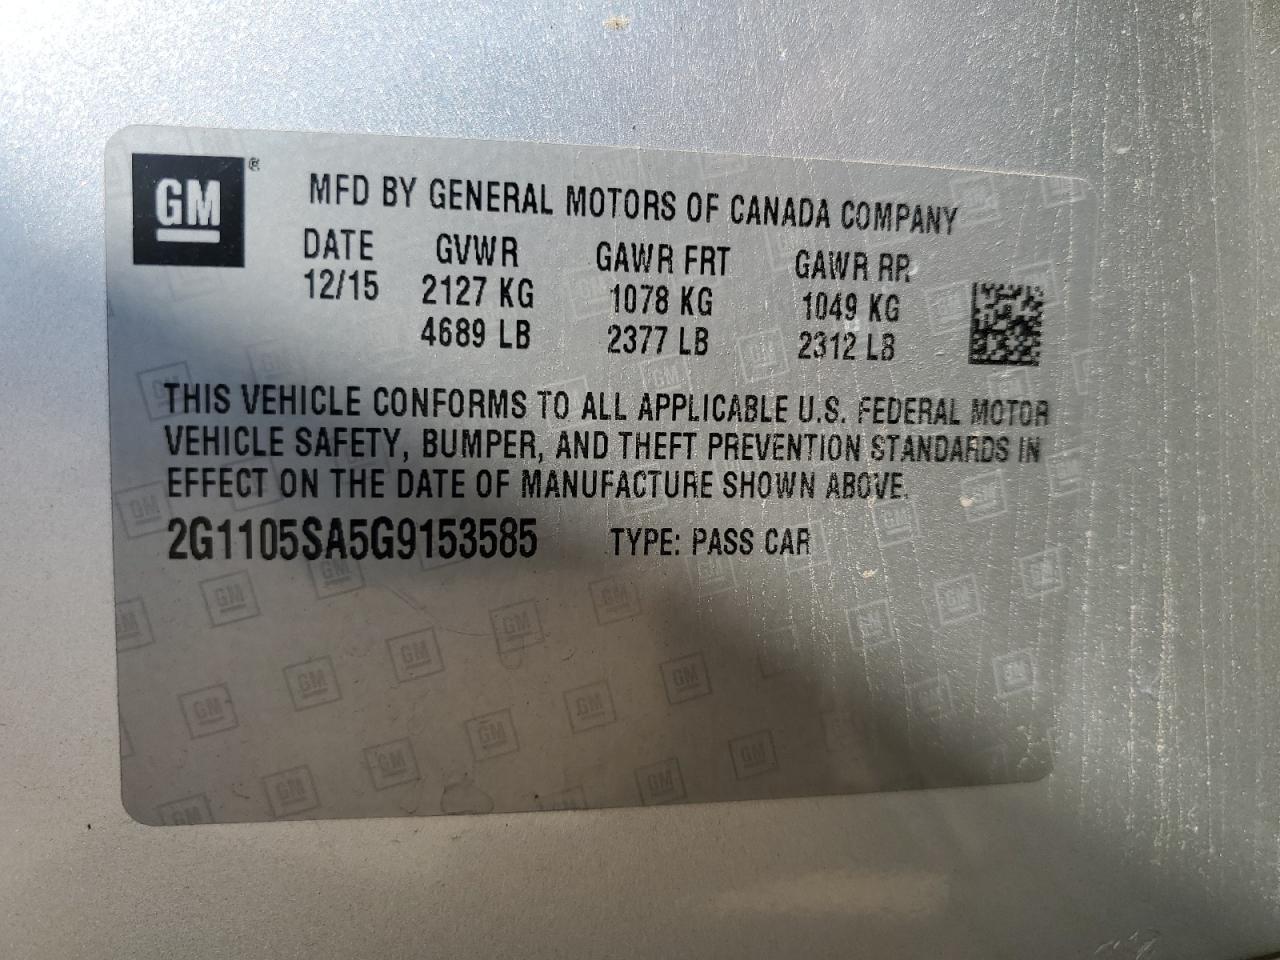 GM ®
MFD BY GENERAL MOTORS OF CANADA COMPANY
DATE GVWR GAWR FRT GAWR RR
12/15 2127 KG 1078 KG 1049 KG
4689 LB 2377 LB 2312 LB
THIS VEHICLE CONFORMS TO ALL APPLICABLE U.S. FEDERAL MOTOR
VEHICLE SAFETY, BUMPER, AND THEFT PREVENTION STANDARDS IN
EFFECT ON THE DATE OF MANUFACTURE SHOWN ABOVE.
2G1105SA5G9153585 TYPE: PASS CAR